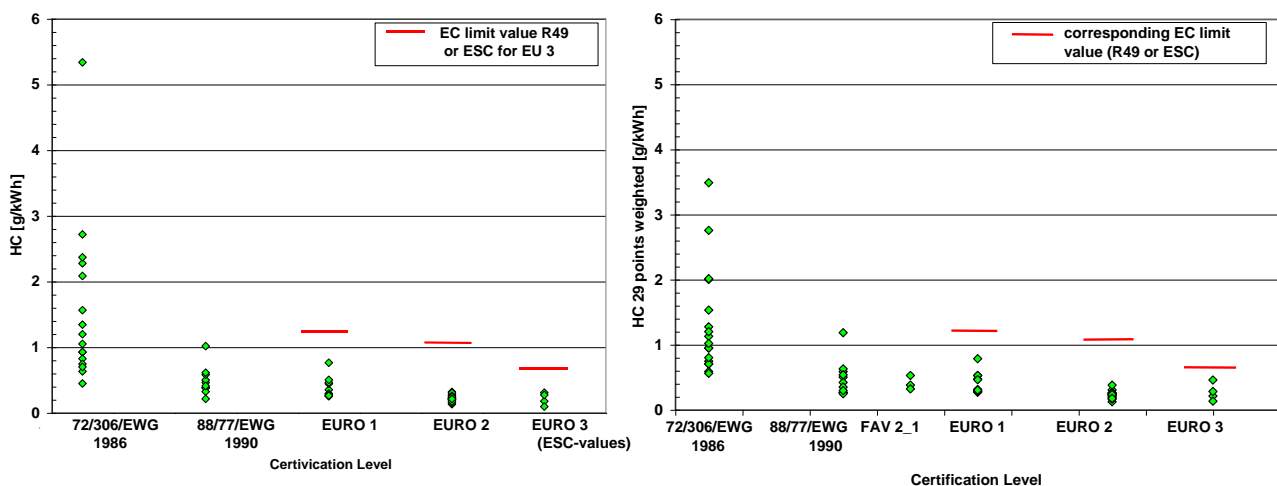 6
5
4
3
2
1
0
HC [g/kWh]
EC limit value R49
or ESC for EU 3
72/306/EWG
1986
88/77/EWG
1990
EURO 1
EURO 2
EURO 3
(ESC-values)
Certivication Level
6
5
4
3
2
1
0
HC 29 points weighted [g/kWh]
corresponding EC limit
value (R49 or ESC)
72/306/EWG
1986
88/77/EWG
1990
FAV 2_1
EURO 1
EURO 2
EURO 3
Certification Level